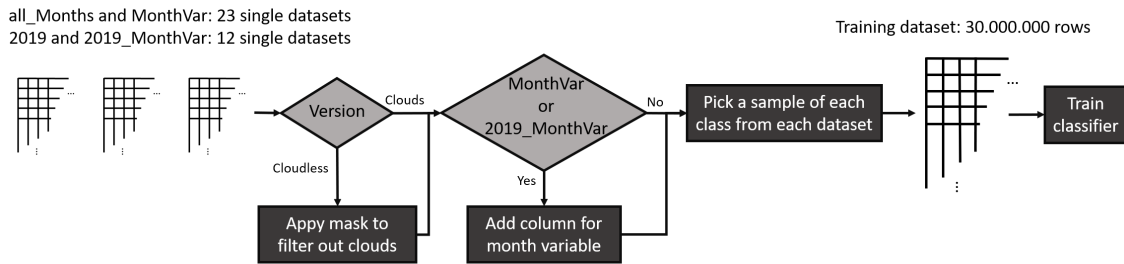 all_Months and MonthVar: 23 single datasets
2019 and 2019_MonthVar: 12 single datasets
Training dataset: 30.000.000 rows
...
...
...
...
Version
Clouds
MonthVar
or
2019_MonthVar
No
Pick a sample of each
class from each dataset
Train
classifier
Cloudless
Yes
Appy mask to
filter out clouds
Add column for
month variable